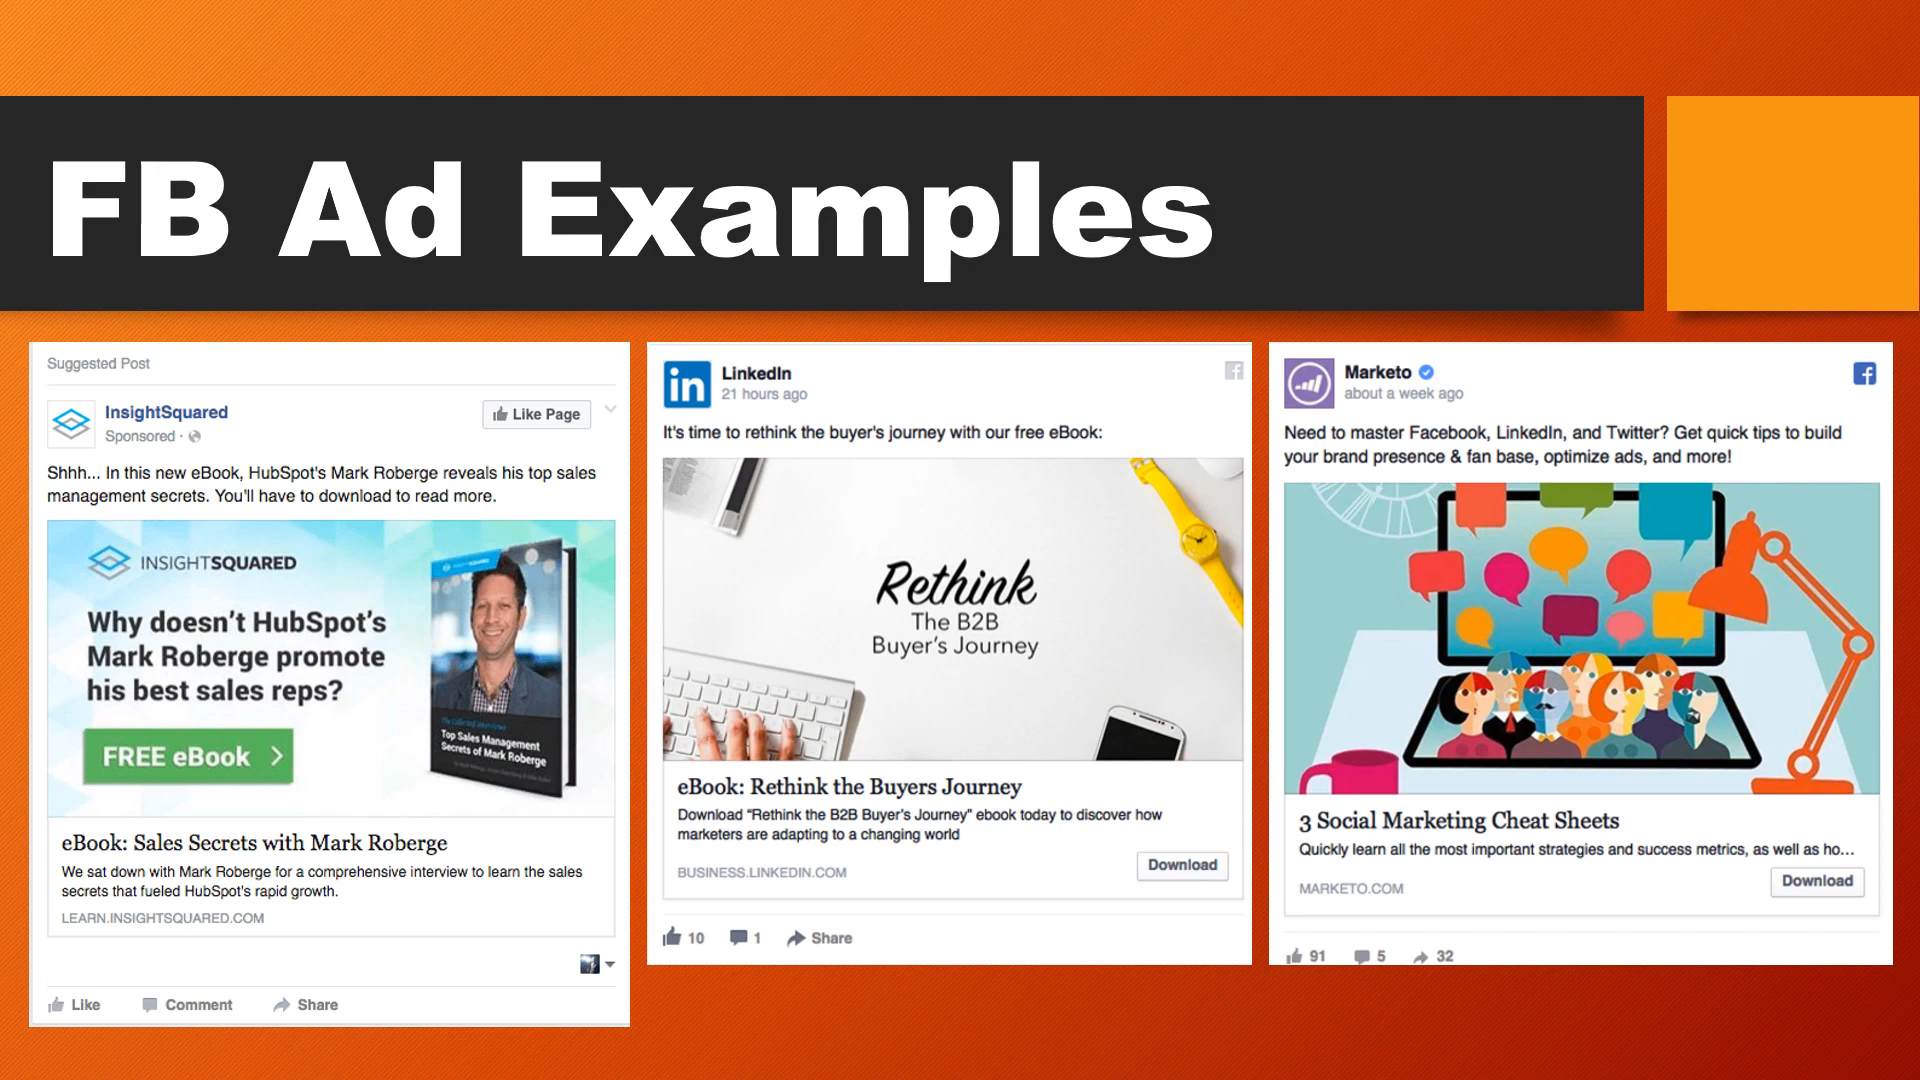 FB Ad Examples
Suggested Post
InsightSquared
Sponsored ·
Like Page
Shhh... In this new eBook, HubSpot's Mark Roberge reveals his top sales
management secrets. You'll have to download to read more.
INSIGHTSQUARED
Why doesn't HubSpot's
Mark Roberge promote
his best sales reps?
FREE eBook >
Top Sales Management
Secrets of Mark Roberge
eBook: Sales Secrets with Mark Roberge
We sat down with Mark Roberge for a comprehensive interview to learn the sales
secrets that fueled HubSpot's rapid growth.
LEARN.INSIGHTSQUARED.COM
Like Comment Share
in
LinkedIn
21 hours ago
It's time to rethink the buyer's journey with our free eBook:
Rethink
The B2B
Buyer's Journey
eBook: Rethink the Buyers Journey
Download “Rethink the B2B Buyer's Journey” ebook today to discover how
marketers are adapting to a changing world
BUSINESS.LINKEDIN.COM
Download
10 1 Share
Marketo
about a week ago
Need to master Facebook, LinkedIn, and Twitter? Get quick tips to build
your brand presence & fan base, optimize ads, and more!
3 Social Marketing Cheat Sheets
Quickly learn all the most important strategies and success metrics, as well as ho...
MARKETO.COM
Download
91 5 32